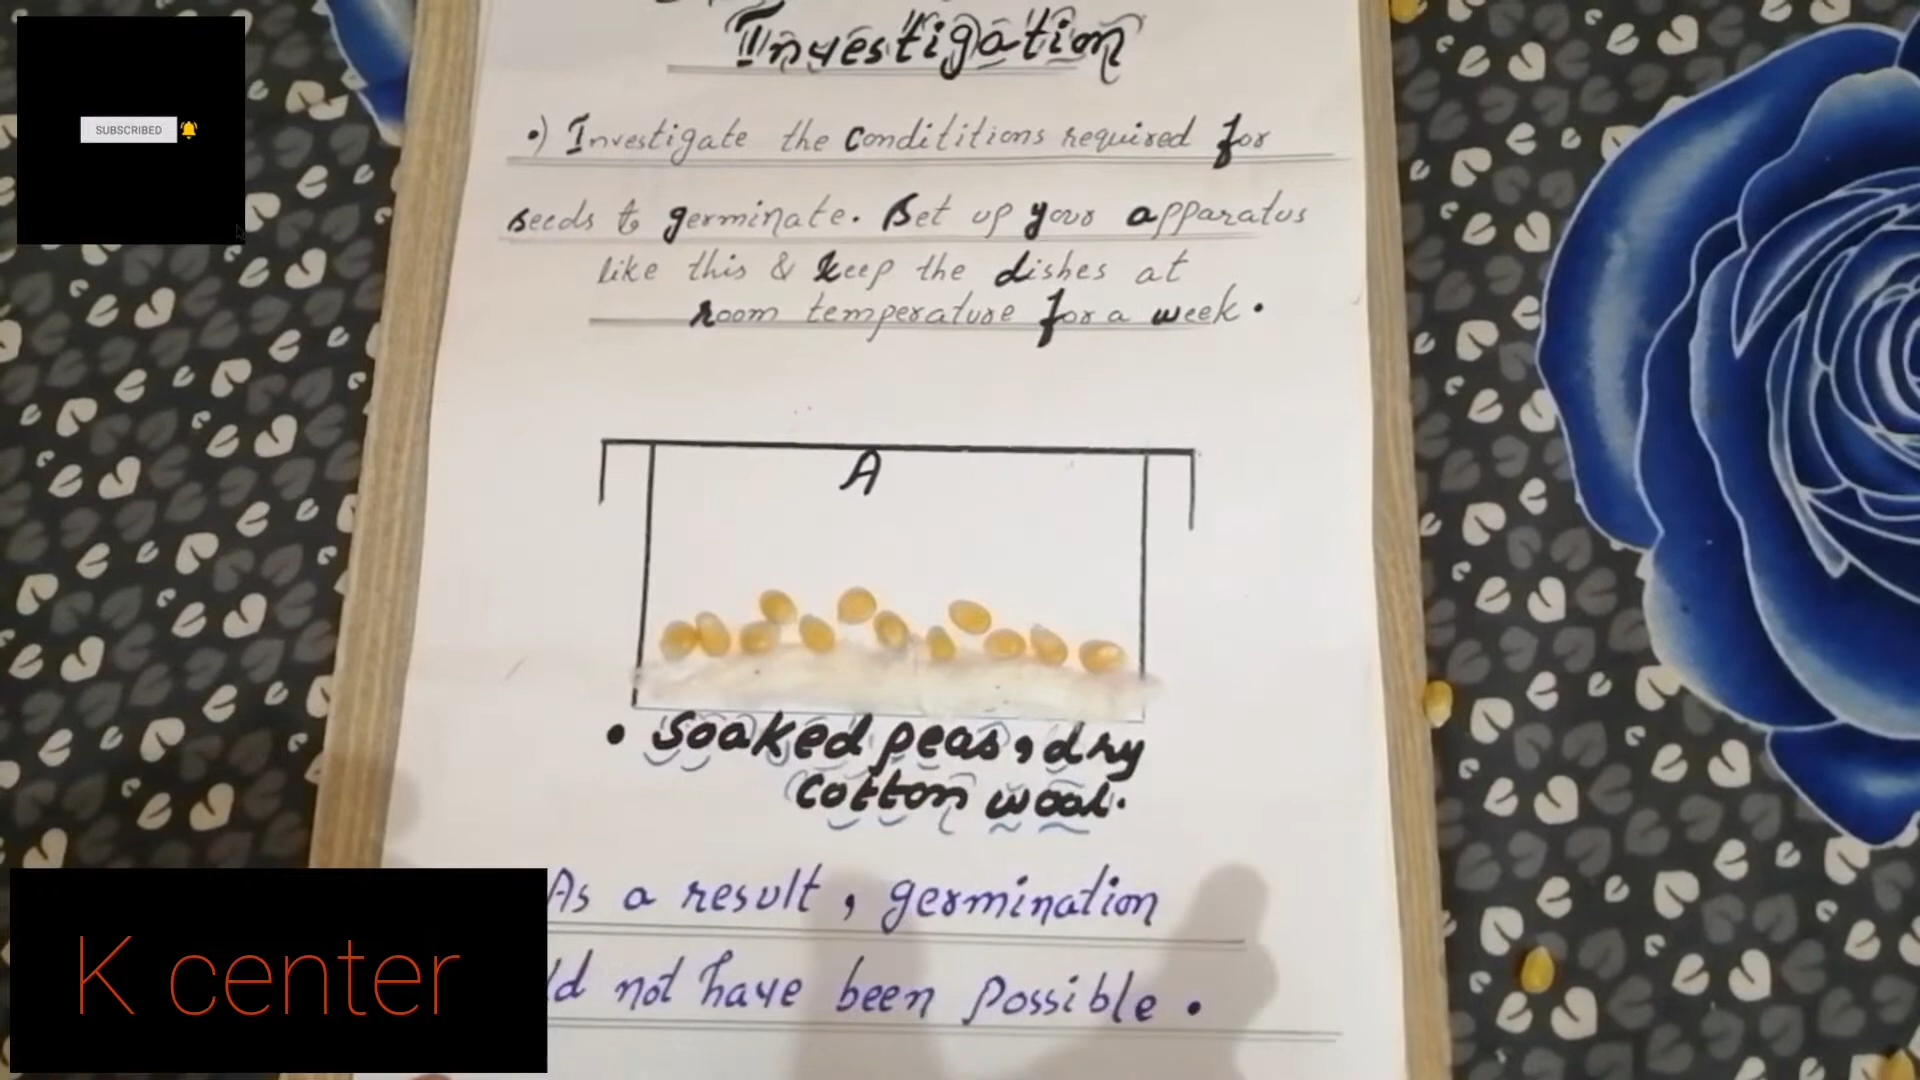 Investigation
SUBSCRIBED
•) Investigate the Condititions required for
seeds to germinate. Set up your apparatus
like this & keep the dishes at
room temperature for a week.
A
• Soaked peas, dry
cotton wool.
As a result, germination
ld not have been possible.
K center